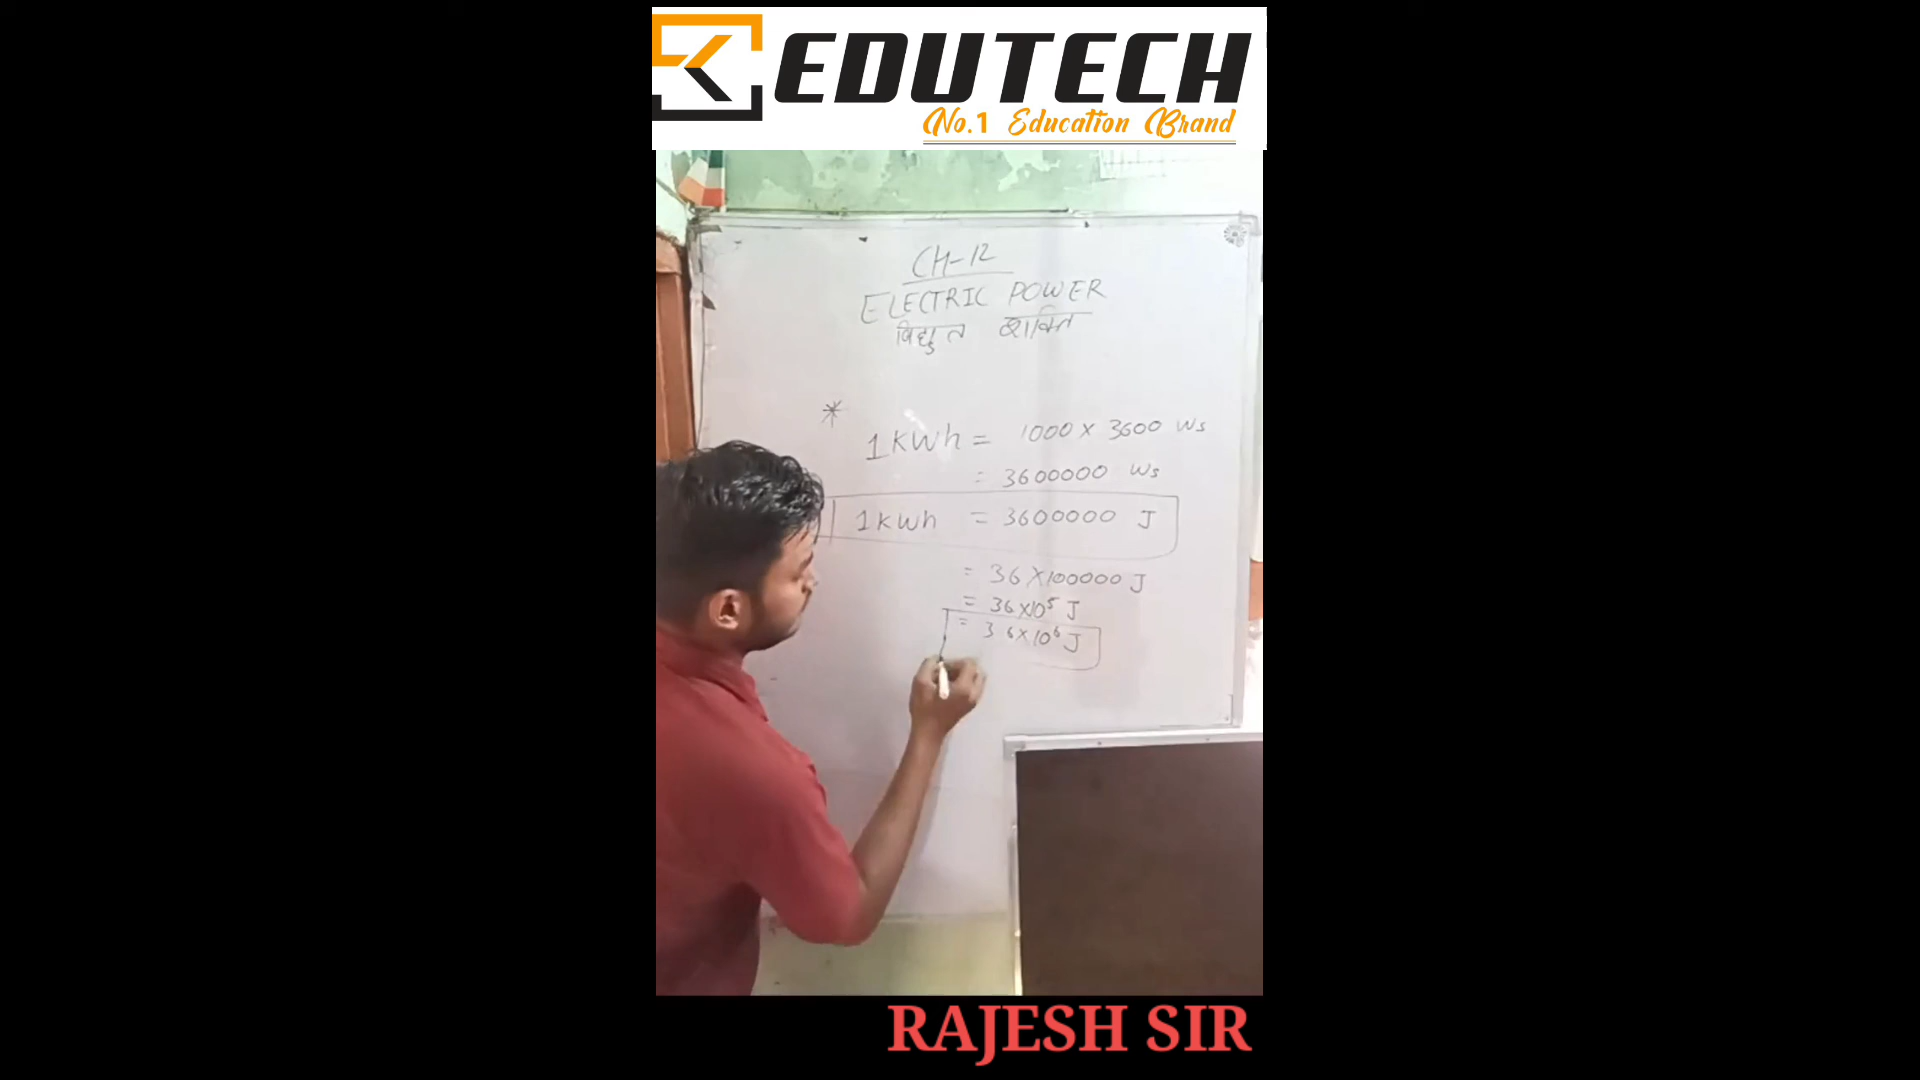 EDUTECH
No.1 Education Brand
CH-12
ELECTRIC POWER
विद्युत शक्ति
*
1 KWh = 1000 × 3600 Ws
= 3600000 Ws
1 KWh = 3600000 J
= 36 × 100000 J
= 36 × 10⁵ J
= 3 6 × 10⁶ J
RAJESH SIR